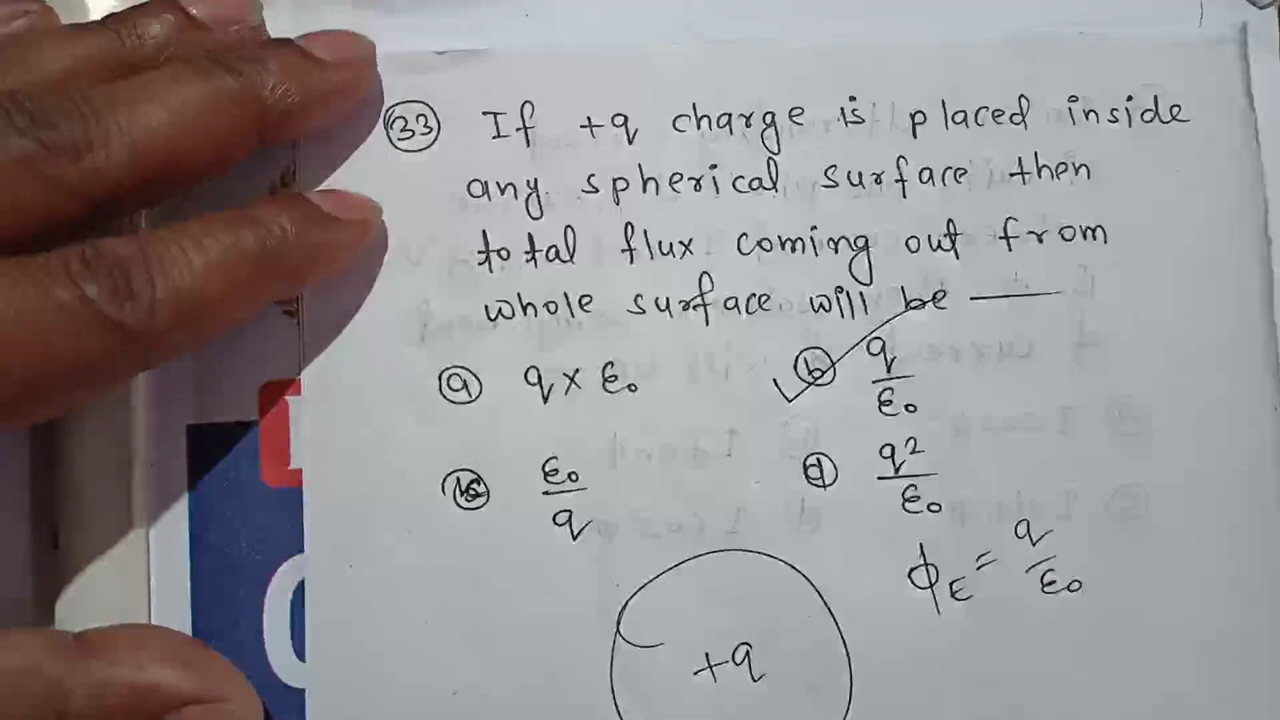 33 If +q charge is placed inside
any spherical surface then
total flux coming out from
whole surface will be ——
a q × ε₀
b q/ε₀
c ε₀/q
d q²/ε₀
ϕE = q/ε₀
+q